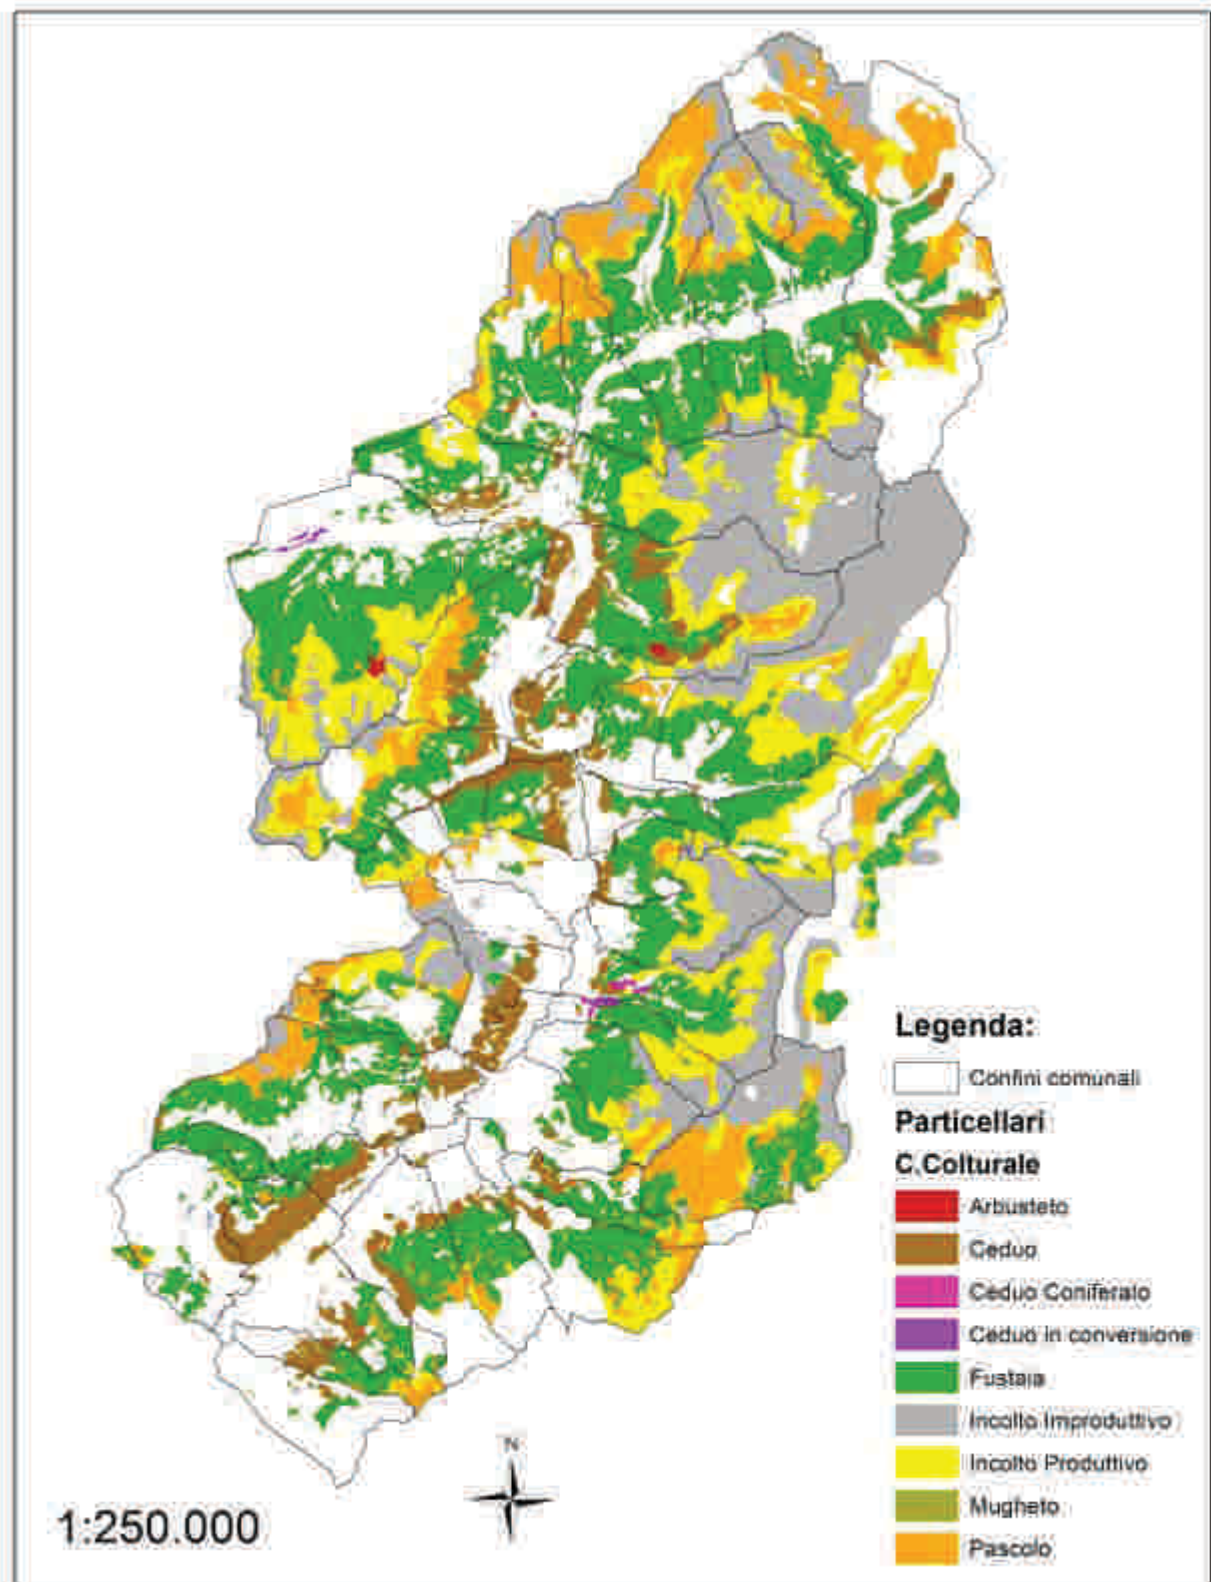 Legenda:
Confini comunali
Particellari
C.Colturale
Arbusteto
Ceduo
Ceduo Coniferato
Ceduo in conversione
Fustaia
Incolto Improduttivo
Incolto Produttivo
Mugheto
Pascolo
N
1:250.000